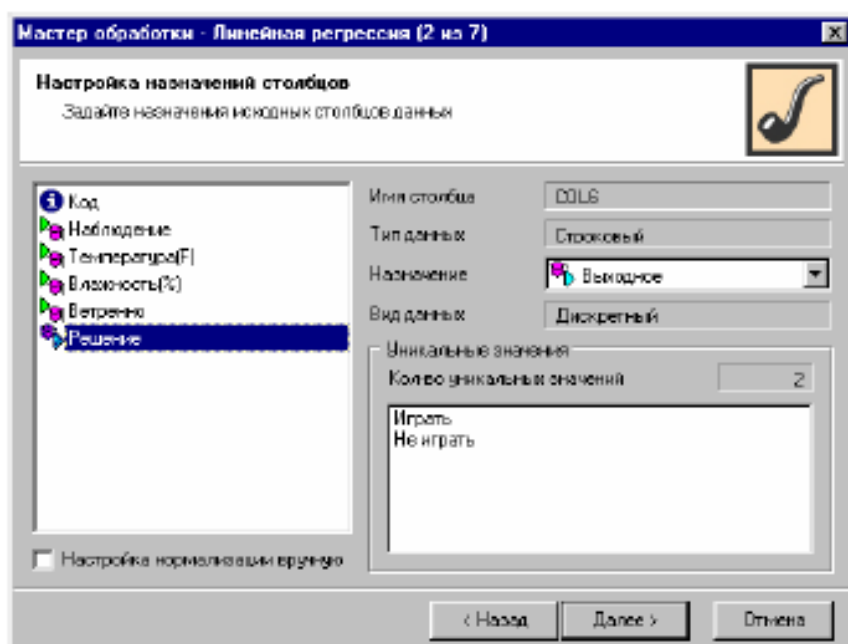 Мастер обработки - Линейная регрессия (2 из 7)
Настройка назначений столбцов
Задайте назначения исходных столбцов данных
Код
Наблюдение
Температура(F)
Влажность(%)
Ветренно
Решение
Настройка нормализации вручную
Имя столбца COL6
Тип данных Строковый
Назначение Выходное
Вид данных Дискретный
Уникальные значения
Кол-во уникальных значений 2
Играть
Не играть
< Назад Далее > Отмена